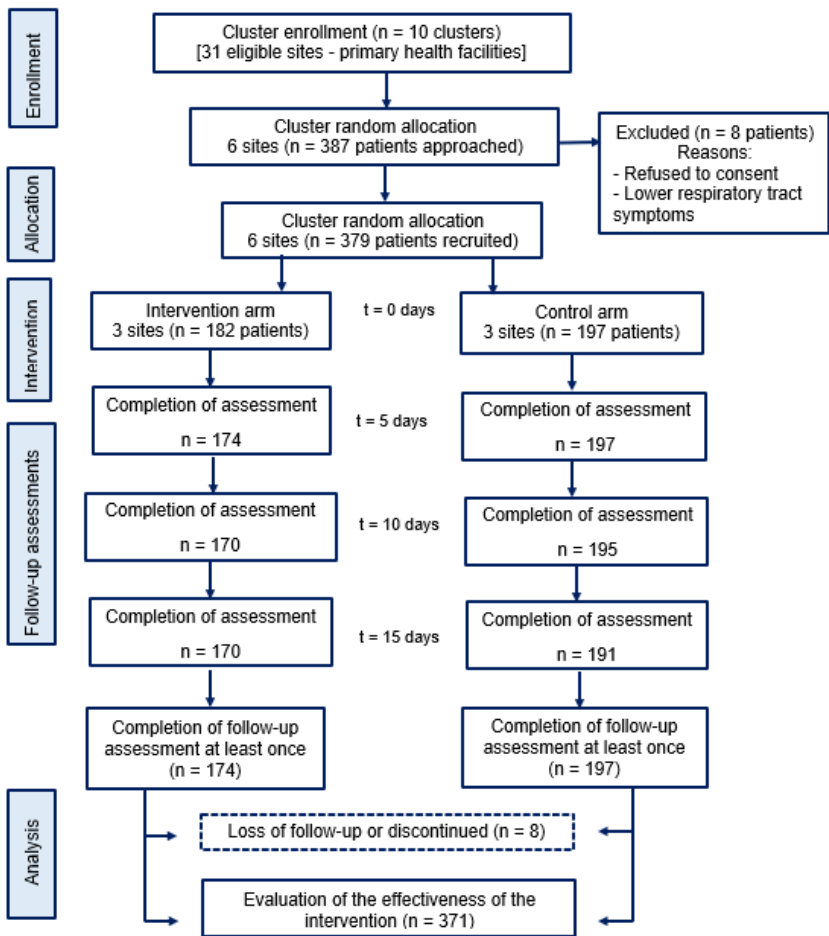 Enrollment
Cluster enrollment (n = 10 clusters)
[31 eligible sites - primary health facilities]
Cluster random allocation
6 sites (n = 387 patients approached)
Excluded (n = 8 patients)
Reasons:
- Refused to consent
- Lower respiratory tract
symptoms
Allocation
Cluster random allocation
6 sites (n = 379 patients recruited)
Intervention
Intervention arm
3 sites (n = 182 patients)
t = 0 days
Control arm
3 sites (n = 197 patients)
Completion of assessment
n = 174
t = 5 days
Completion of assessment
n = 197
Follow-up assessments
Completion of assessment
n = 170
t = 10 days
Completion of assessment
n = 195
Completion of assessment
n = 170
t = 15 days
Completion of assessment
n = 191
Completion of follow-up
assessment at least once
(n = 174)
Completion of follow-up
assessment at least once
(n = 197)
Analysis
Loss of follow-up or discontinued (n = 8)
Evaluation of the effectiveness of the
intervention (n = 371)